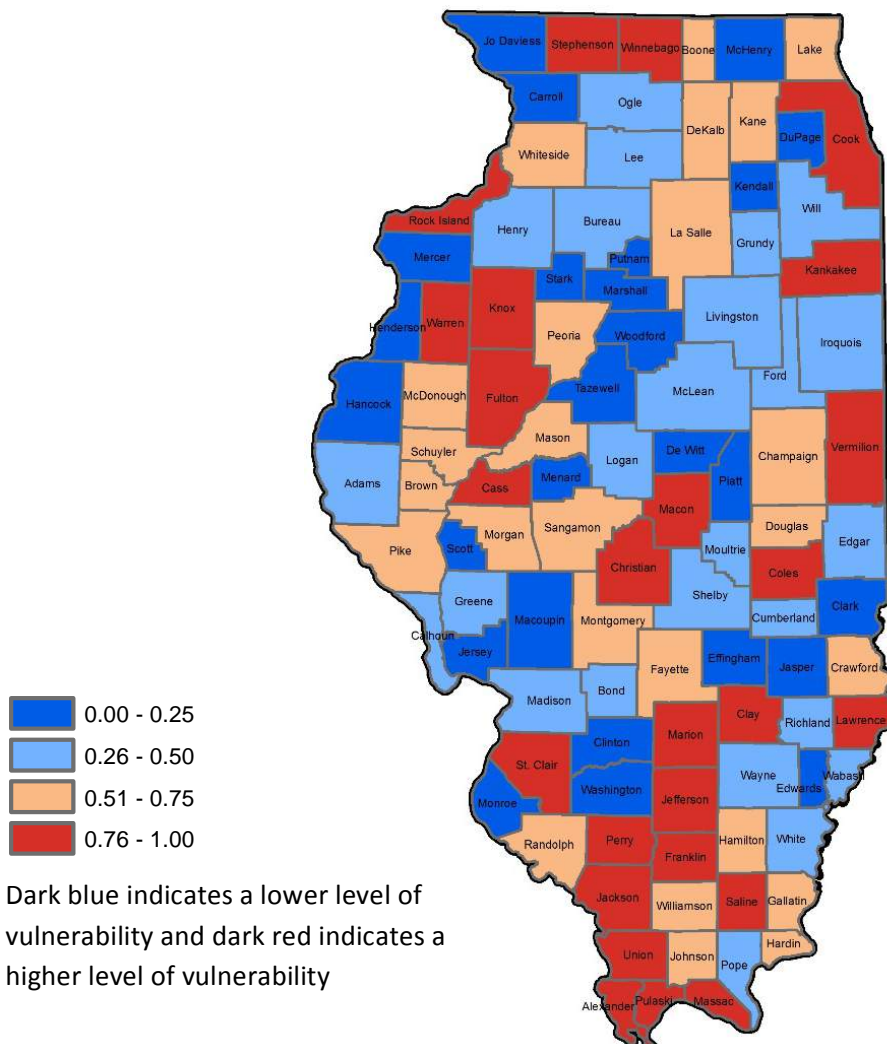 Jo Daviess
Stephenson
Winnebago
Boone
McHenry
Lake
Carroll
Ogle
DeKalb
Kane
Cook
DuPage
Whiteside
Lee
Kendall
Will
Rock Island
Henry
Bureau
La Salle
Grundy
Mercer
Putnam
Kankakee
Stark
Marshall
Henderson
Warren
Knox
Livingston
Peoria
Woodford
Iroquois
Ford
Tazewell
McLean
Hancock
McDonough
Fulton
Mason
Vermilion
Schuyler
Logan
De Witt
Champaign
Adams
Brown
Cass
Menard
Piatt
Macon
Douglas
Pike
Scott
Morgan
Sangamon
Moultrie
Edgar
Christian
Coles
Greene
Shelby
Cumberland
Clark
Calhoun
Macoupin
Montgomery
Jersey
Fayette
Effingham
Jasper
Crawford
Madison
Bond
Clay
Richland
Lawrence
Clinton
Marion
St. Clair
Wayne
Wabash
Edwards
Monroe
Washington
Jefferson
Randolph
Perry
Hamilton
White
Franklin
Jackson
Williamson
Saline
Gallatin
Union
Johnson
Pope
Hardin
Alexander
Pulaski
Massac
0.00 - 0.25
0.26 - 0.50
0.51 - 0.75
0.76 - 1.00
Dark blue indicates a lower level of
vulnerability and dark red indicates a
higher level of vulnerability